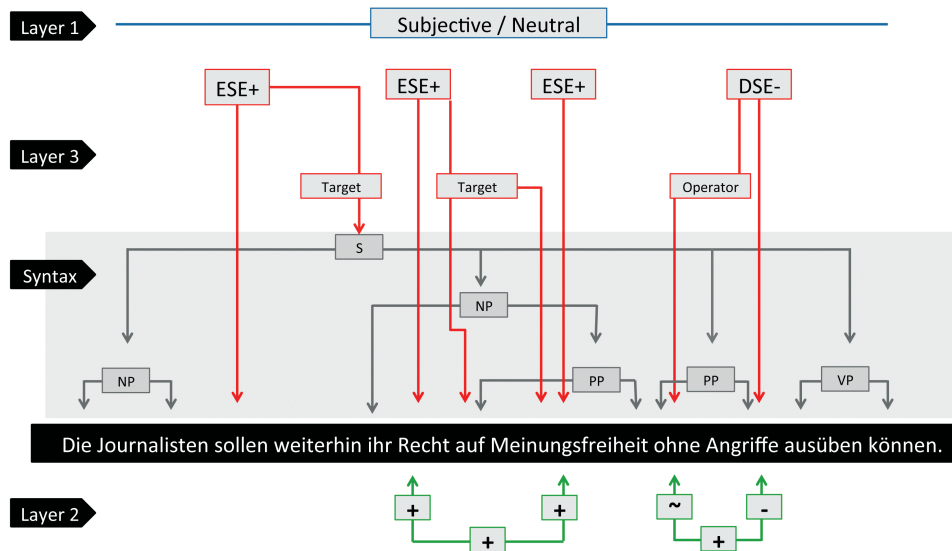 Layer 1
Subjective / Neutral
ESE+ ESE+ ESE+ DSE-
Layer 3
Target Target Operator
S
Syntax
NP
NP PP PP VP
Die Journalisten sollen weiterhin ihr Recht auf Meinungsfreiheit ohne Angriffe ausüben können.
+ + ~ -
Layer 2
+ +